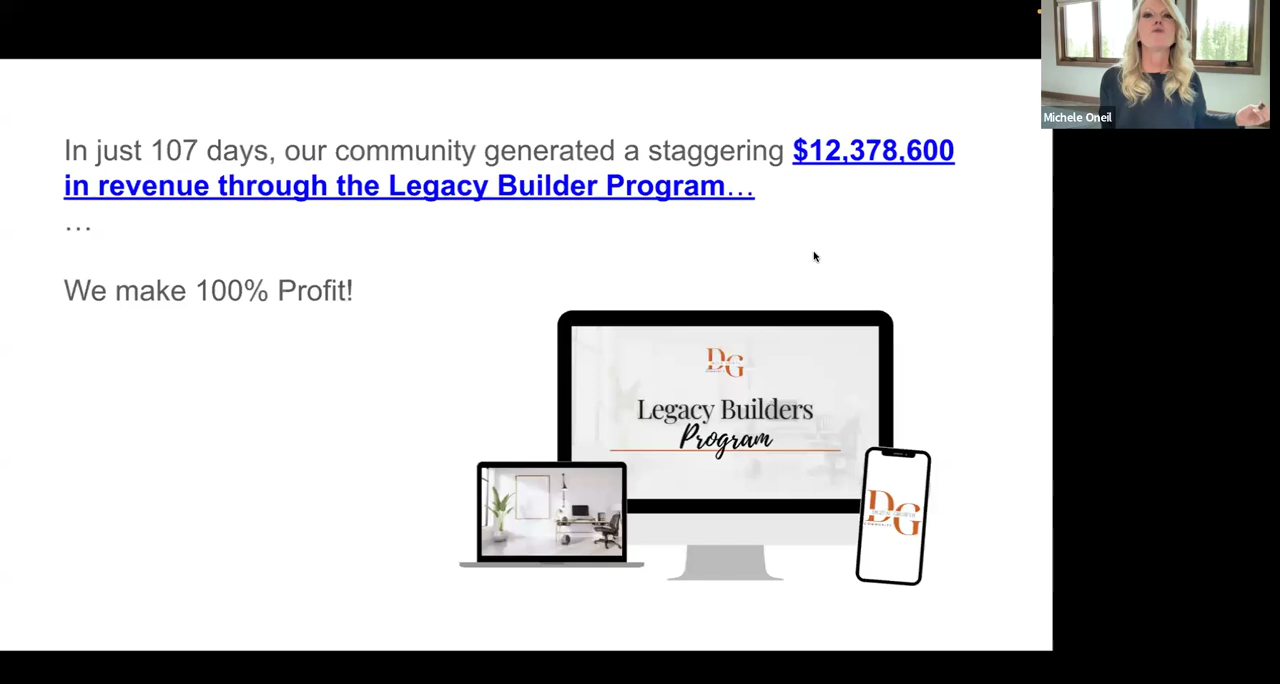 Michele Oneil
In just 107 days, our community generated a staggering $12,378,600
in revenue through the Legacy Builder Program…
…
We make 100% Profit!
DG
Legacy Builders
Program
DG
COMMUNITY